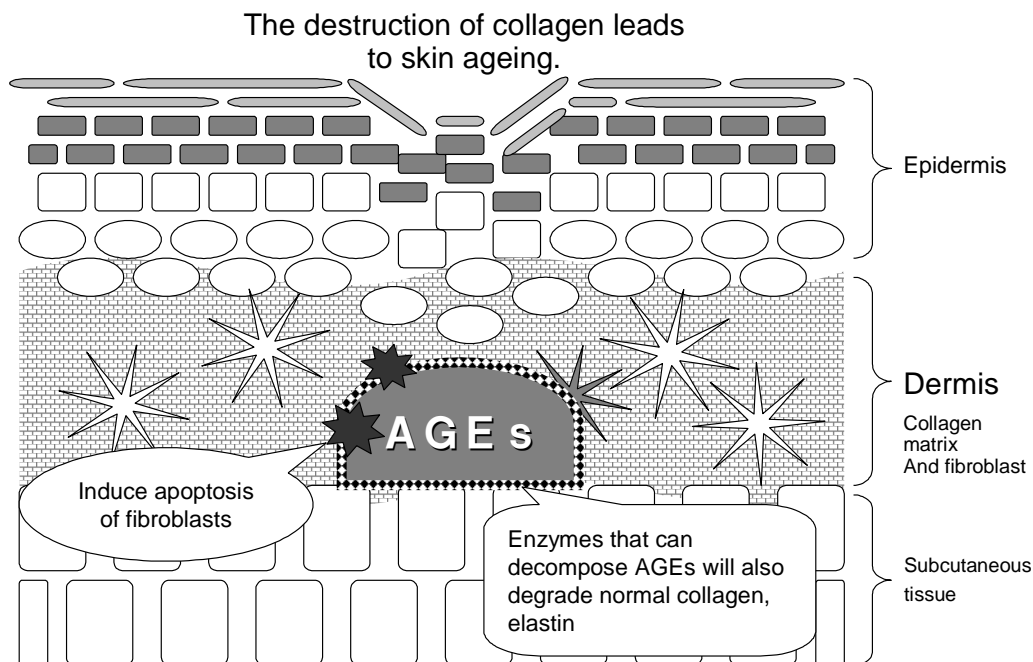 The destruction of collagen leads
to skin ageing.
Epidermis
Dermis
Collagen
matrix
And fibroblast
AGEs
Induce apoptosis
of fibroblasts
Enzymes that can
decompose AGEs will also
degrade normal collagen,
elastin
Subcutaneous
tissue